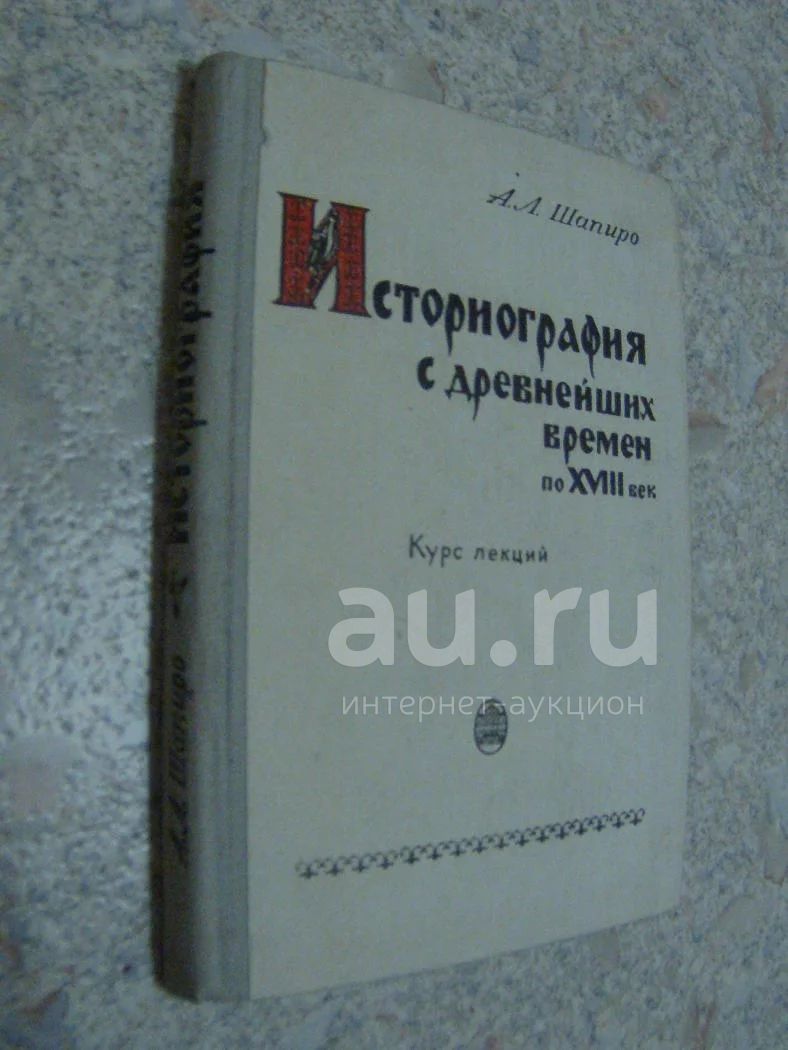 А.Л. Шапиро
Историография
с древнейших
времен
по XVIII век
Курс лекций
au.ru
интернет-аукцион
А.Л. Шапиро
Историография